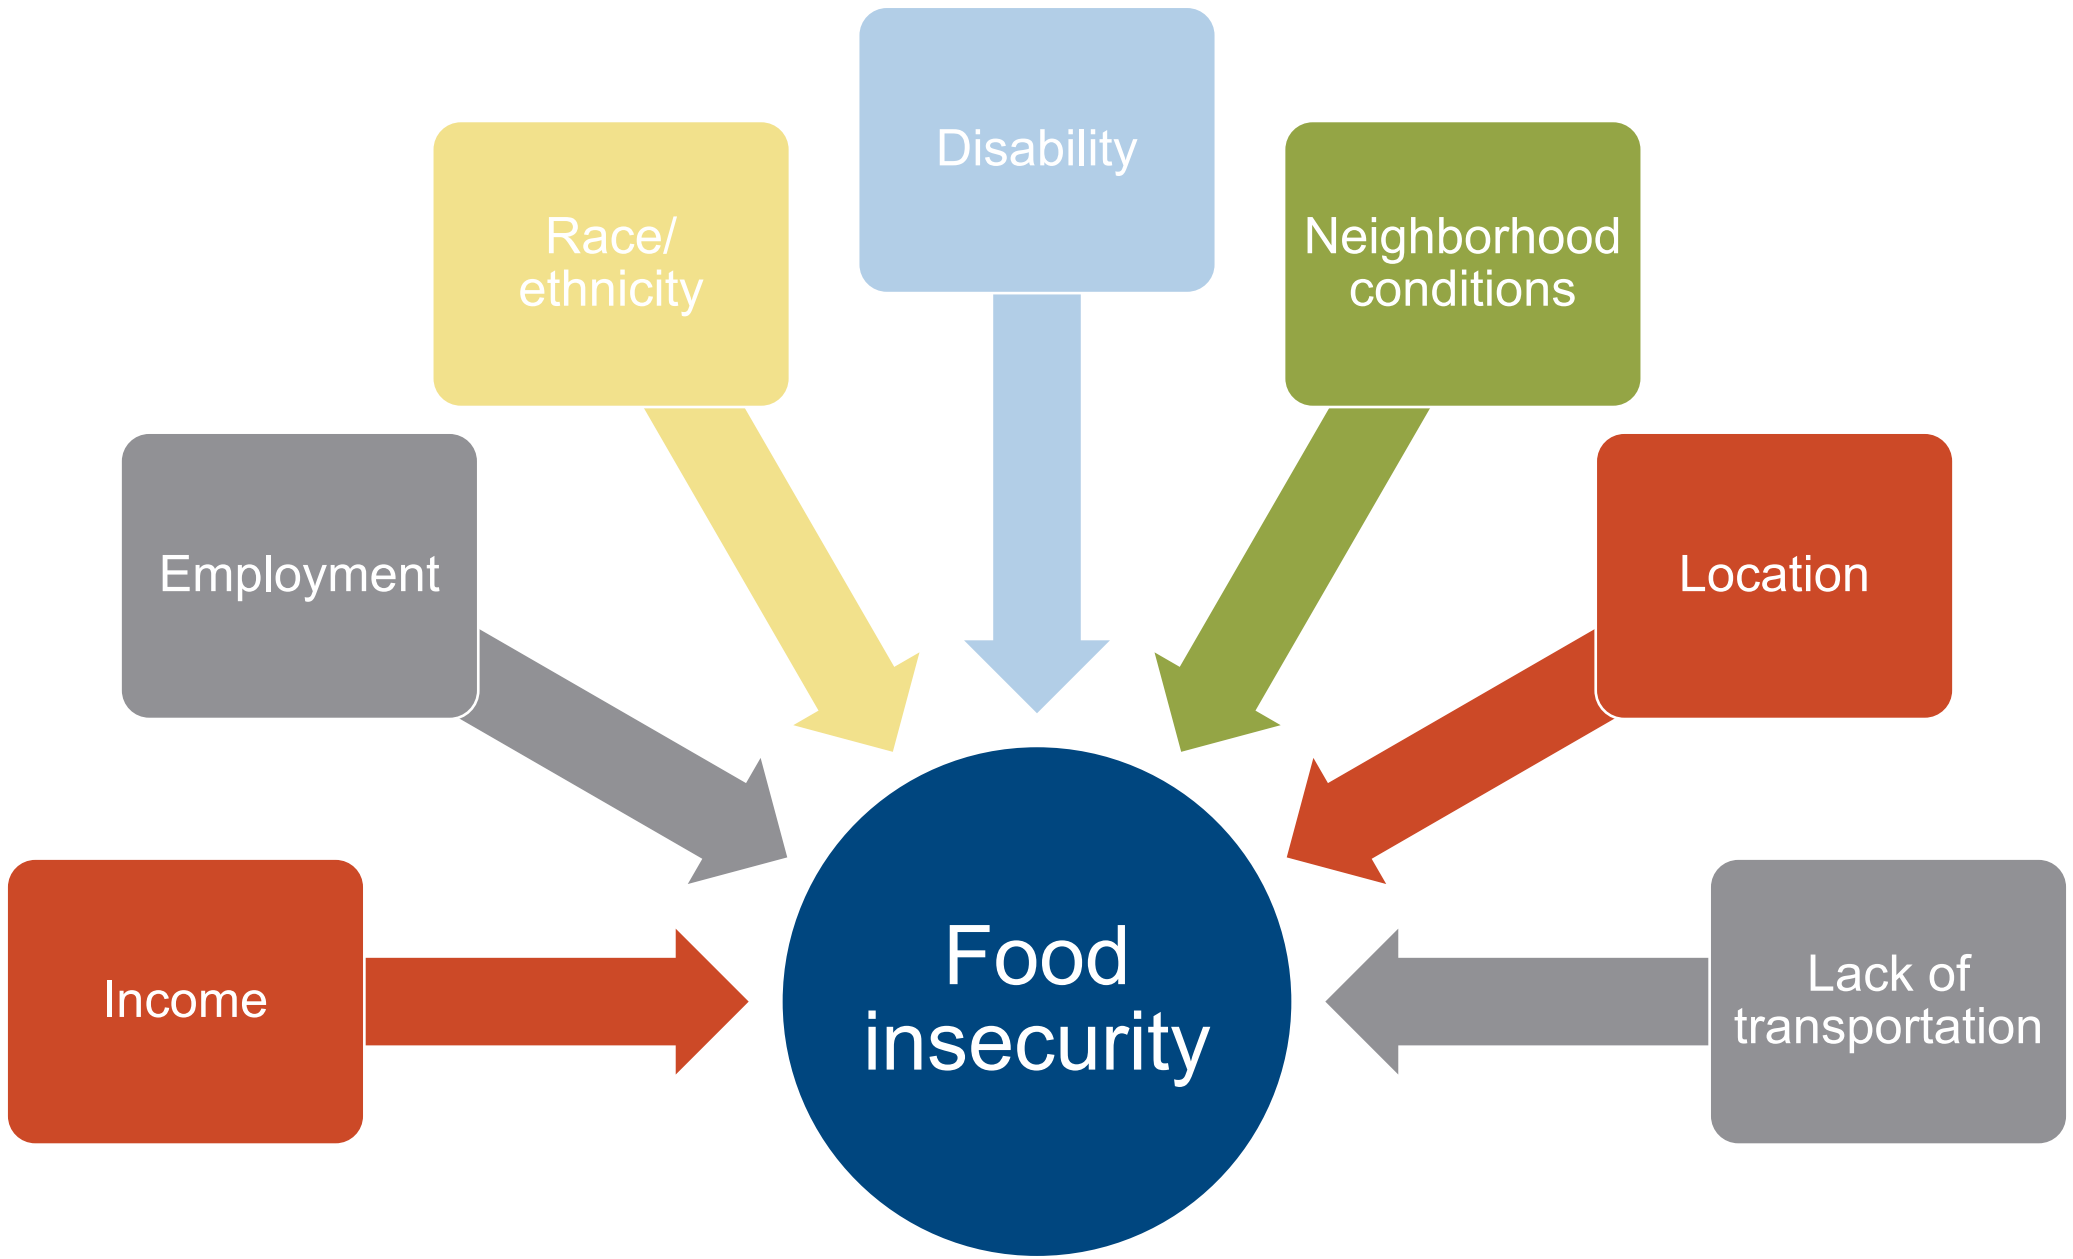 Disability
Race/
ethnicity
Neighborhood
conditions
Employment
Location
Income
Food
insecurity
Lack of
transportation